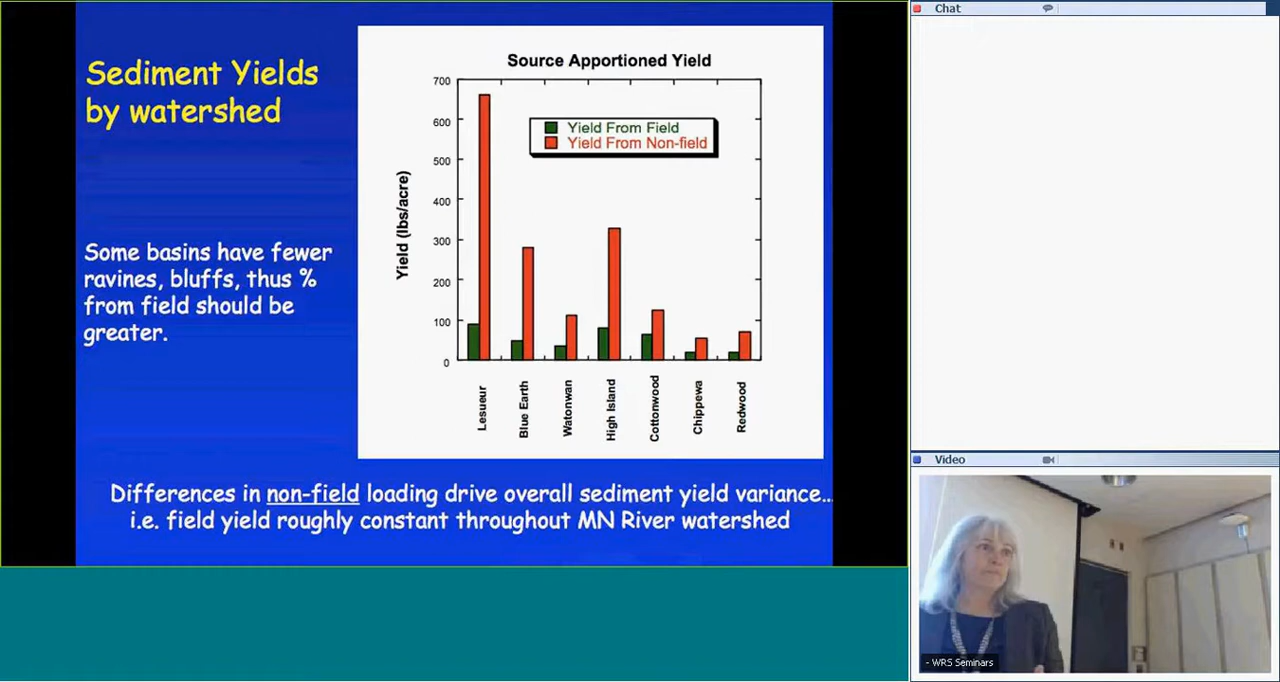 Sediment Yields
by watershed
Some basins have fewer
ravines, bluffs, thus %
from field should be
greater.
Source Apportioned Yield
Yield From Field
Yield From Non-field
Yield (lbs/acre)
700
600
500
400
300
200
100
0
Lesueur
Blue Earth
Watonwan
High Island
Cottonwood
Chippewa
Redwood
Differences in non-field loading drive overall sediment yield variance...
i.e. field yield roughly constant throughout MN River watershed
Chat
Video
- WRS Seminars